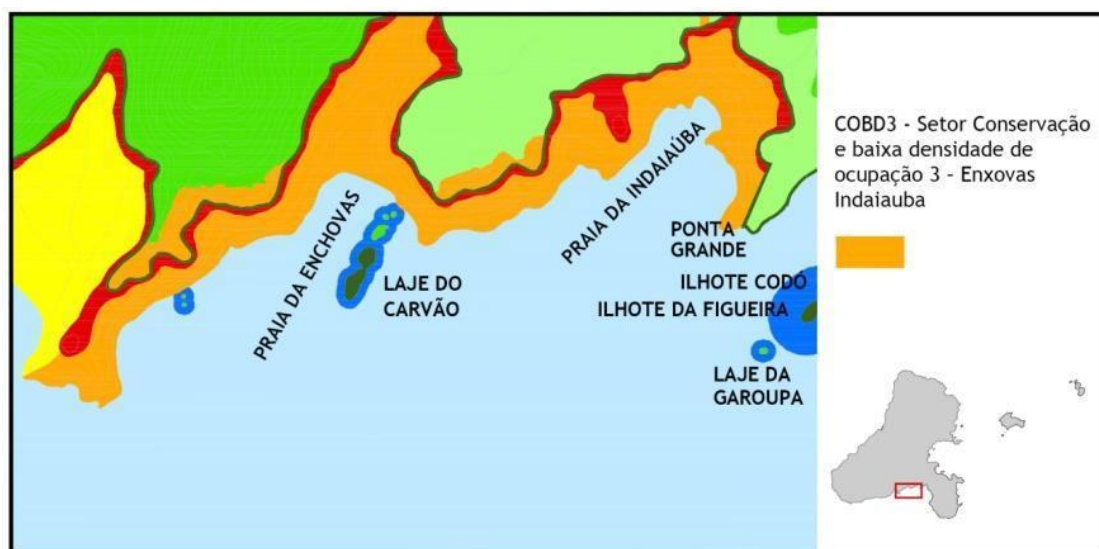 PRAIA DA ENCHOVAS
LAJE DO
CARVÃO
PRAIA DA INDAIAÚBA
PONTA
GRANDE
ILHOTE CODÓ
ILHOTE DA FIGUEIRA
LAJE DA
GAROUPA
COBD3 - Setor Conservação
e baixa densidade de
ocupação 3 - Enxovas
Indaiauba